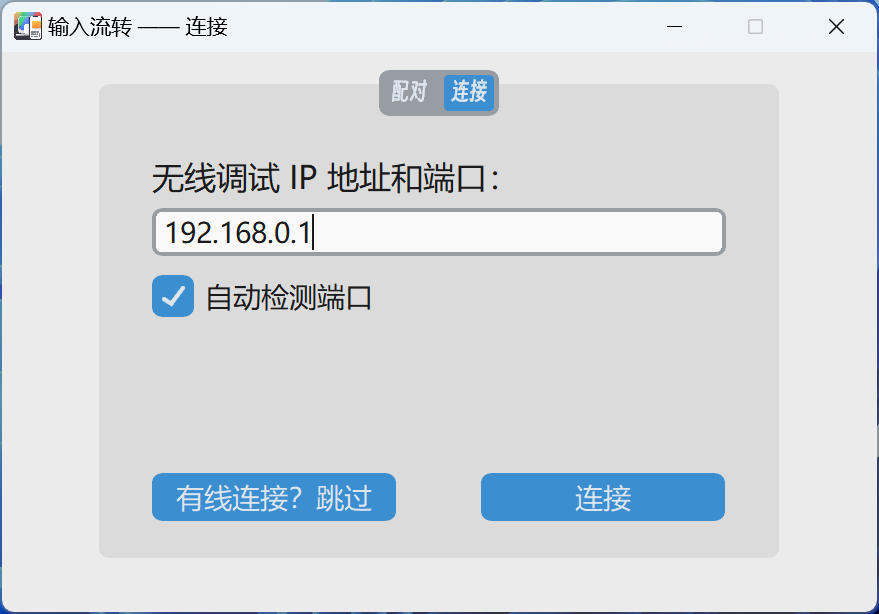 输入流转 —— 连接
配对 连接
无线调试 IP 地址和端口：
192.168.0.1
自动检测端口
有线连接？跳过 连接